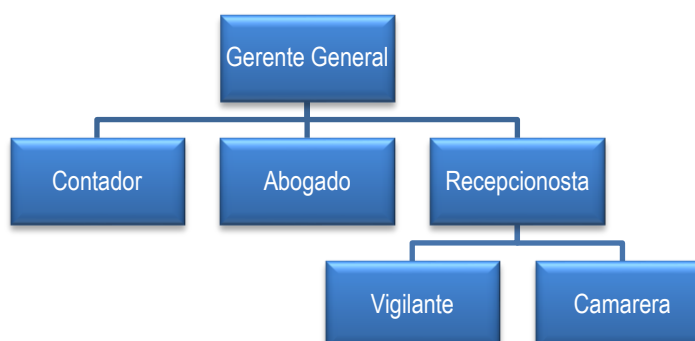 Gerente General
Contador
Abogado
Recepcionosta
Vigilante
Camarera